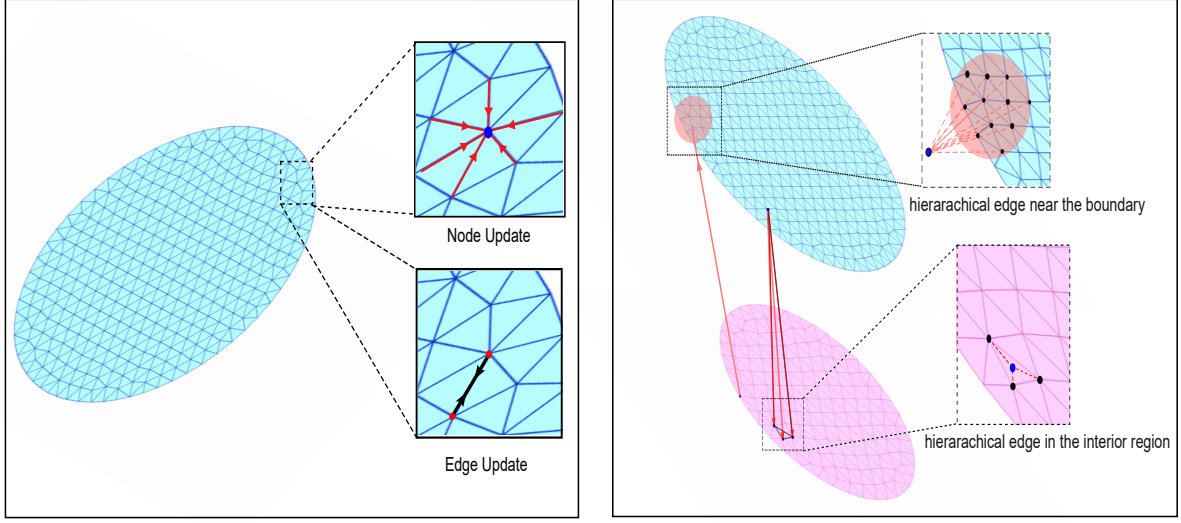 Node Update
Edge Update
hierarachical edge near the boundary
hierarachical edge in the interior region